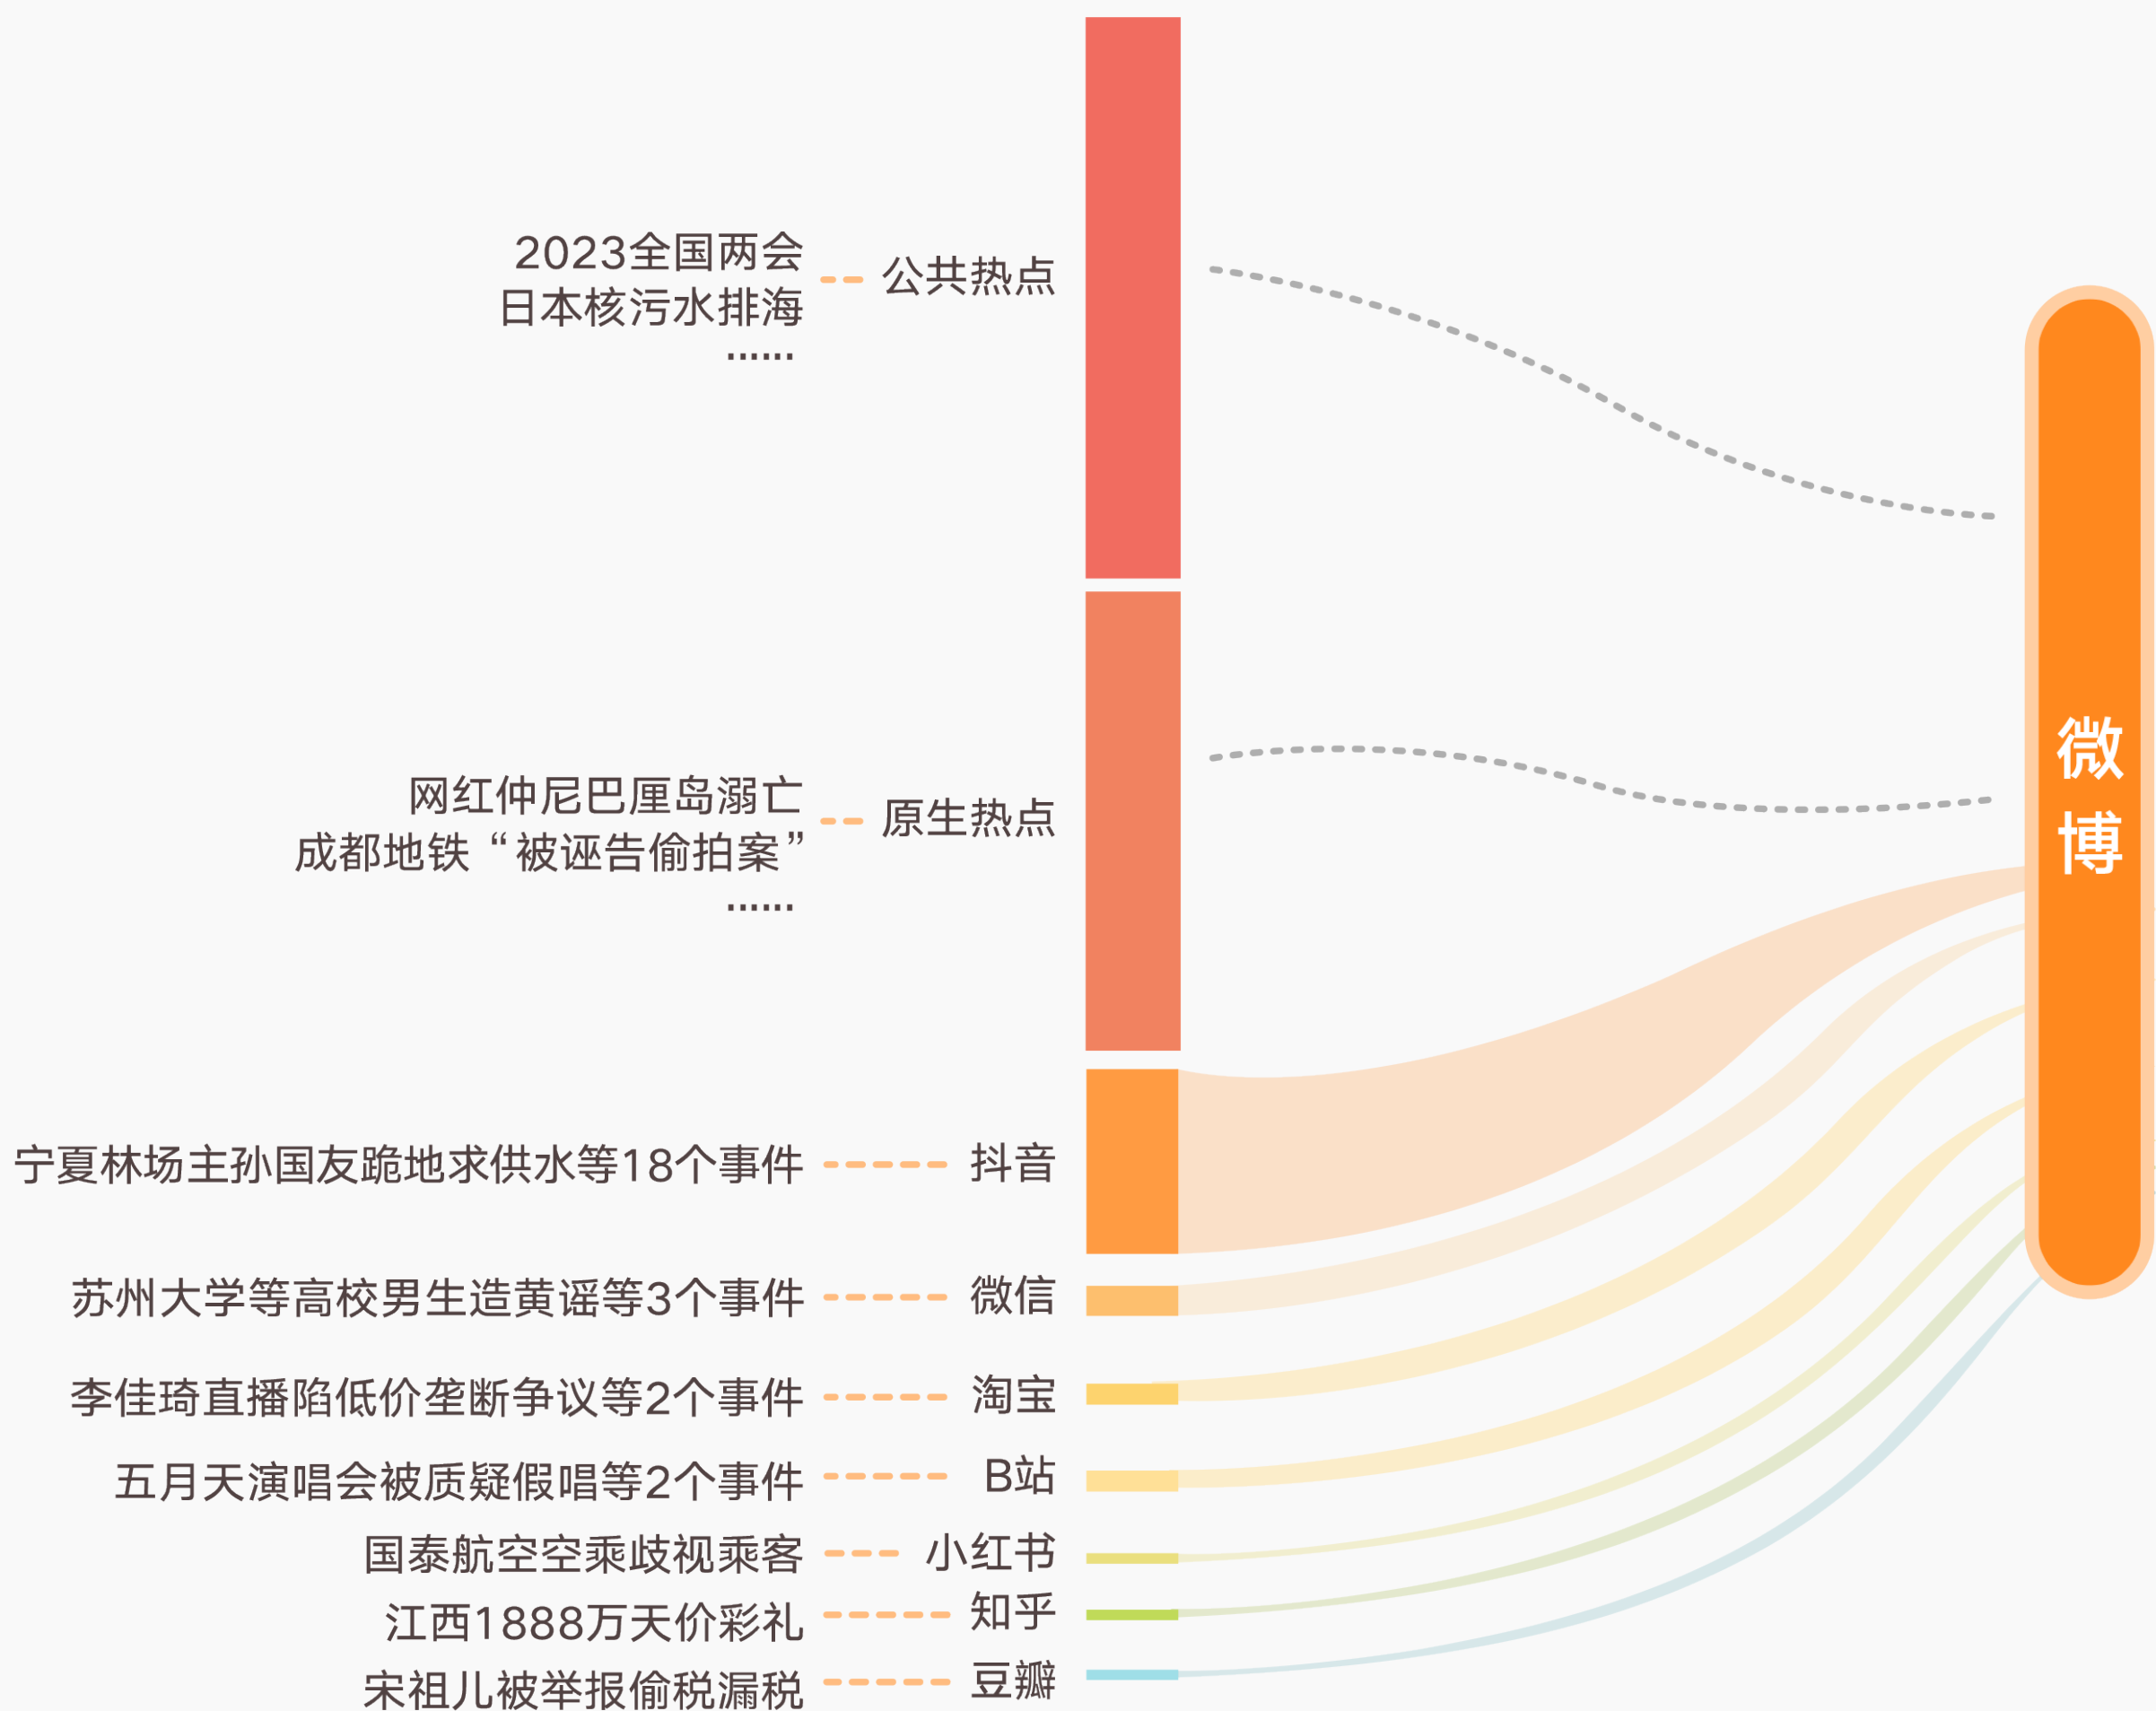 2023全国两会
日本核污水排海
……
公共热点
网红仲尼巴厘岛溺亡
成都地铁“被诬告偷拍案”
……
原生热点
宁夏林场主孙国友跪地求供水等18个事件
抖音
苏州大学等高校男生造黄谣等3个事件
微信
李佳琦直播陷低价垄断争议等2个事件
淘宝
五月天演唱会被质疑假唱等2个事件
B站
国泰航空空乘歧视乘客
小红书
江西1888万天价彩礼
知乎
宋祖儿被举报偷税漏税
豆瓣
微
博